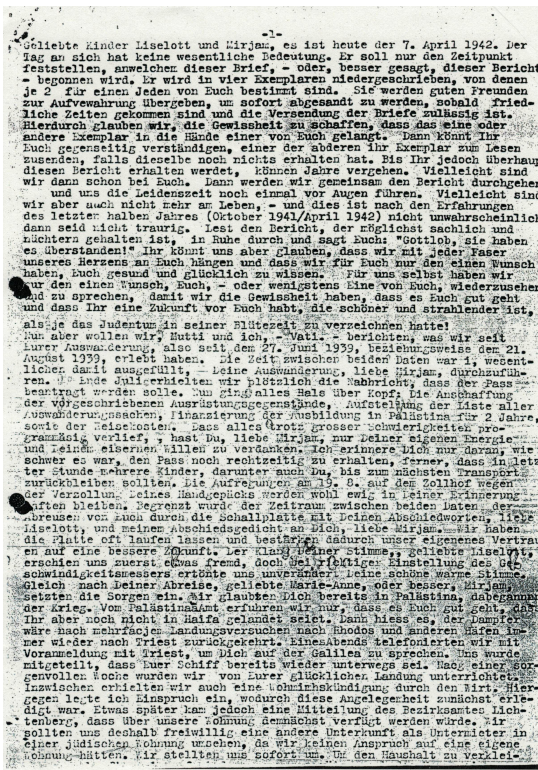 -1-
Geliebte Kinder Liselott und Mirjam, es ist heute der 7. April 1942. Der
Tag an sich hat keine wesentliche Bedeutung. Er soll nur den Zeitpunkt
feststellen, anwelchem dieser Brief, - oder, besser gesagt, dieser Bericht
- begonnen wird. Er wird in vier Exemplaren niedergeschrieben, von denen
je 2 für einen Jeden von Euch bestimmt sind. Sie werden guten Freunden
zur Aufvewahrung übergeben, um sofort abgesandt zu werden, sobald fried-
liche Zeiten gekommen sind und die Versendung der Briefe zulässig ist.
Hierdurch glauben wir, die Gewissheit zu schaffen, dass das eine oder
andere Exemplar in die Hände einer von Euch gelangt. Dann könnt Ihr
Euch gegenseitig verständigen, einer der abderen ihr Exemplar zum Lesen
zusenden, falls dieselbe noch nichts erhalten hat. Bis Ihr jedoch überhaup
diesen Bericht erhalten werdet, können Jahre vergehen. Vielleicht sind
wir dann schon bei Euch. Dann werden wir gemeinsam den Bericht durchgehen
und uns die Leidenszeit noch einmal vor Augen führen. Vielleicht sind
wir aber auch nicht mehr am Leben, - und dies ist nach den Erfahrungen
des letzten halben Jahres (Oktober 1941/April 1942) nicht unwahrscheinlich
dann seid nicht traurig. Lest den Bericht, der möglichst sachlich und
nüchtern gehalten ist, in Ruhe durch und sagt Euch: "Gottlob, sie haben
es überstanden!" Ihr könnt uns aber glauben, dass wir mit jeder Faser
unseres Herzens an Euch hängen und dass wir für Euch nur den einen Wunsch
haben, Euch gesund und glücklich zu wissen. Für uns selbst haben wir
nur den einen Wunsch, Euch, - oder wenigstens Eine von Euch, wiederzusehen
und zu sprechen, damit wir die Gewissheit haben, dass es Euch gut geht
und dass Ihr eine Zukunft vor Euch habt, die schöner und strahlender ist,
als je das Judentum in seiner Blütezeit zu verzeichnen hatte!
Nun aber wollen wir, Mutti und ich, - Vati.- berichten, was wir seit
Eurer Auswanderung, also seit dem 27. Juni 1939, beziehungsweise dem 21.
August 1939, erlebt haben. Die Zeit zwischen beiden Daten war
licher damit ausgefüllt, Deine Auswanderung, liebe Mirjam, durchzufüh-
ren. Ende Juli erhielten wir plötzlich die Nachricht, dass der Pass
beantragt werden solle. Nun ging alles Hals über Kopf: Die Anschaffung
der vorgeschriebenen Ausrüstungsgegenstände, Aufstellung der Liste aller
Auswanderungssachen, Finanzierung der Ausbildung in Palästina für 2 Jahre,
sowie der Reisekosten. Dass alles trotz grosser Schwierigkeiten pro-
grammässig verlief, hast Du, liebe Mirjam, nur Deiner eigenen Energie
und Deinem eisernen Willen zu verdanken. Ich erinnere Dich nur daran, wie
schwer es war, den Pass noch rechtzeitig zu erhalten, ferner, dass in letz
ter Stunde mehrere Kinder, darunter auch Du, bis zum nächsten Transport
zurückbleiben sollten. Die Aufregungen am 19. 8. auf dem Zollhof wegen
der Verzollung Deines Handgepäcks werden wohl ewig in Deiner Erinnerung
haften bleiben. Begrenzt wurde der Zeitraum zwischen beiden Daten der
Abreusen von Euch durch die Schallplatte mit Deinen Abschiedworten, liebe
Liselott, und meinen Abschiedsgedicht an Dich, liebe Mirjam. Wir haben
die Platte oft laufen lassen und bestärken dadurch unser eigenenes Vertrau
en auf eine bessere Zukunft. Der Klang Deiner Stimme,, geliebte Liselott,
erschien uns zuerst etwas fremd, doch bei richtiger Einstellung des Ge-
schwindigkeitsmessers ertönte uns unverändert Deine schöne warme Stimme.
Gleich nach Deiner Abreise, geliebte Marie-Anne, oder besser, Mirjam,
setzten die Sorgen ein. Wir glaubten Dich bereits in Palästina, da begann
der Krieg. Vom PalästinaAmt erfuhren wir nur, dass es Euch gut geht, dass
Ihr aber noch nicht in Haifa gelandet seit. Dann hiess es, der Dampfer
wäre nach mehrfachem Landungsversuchen nach Rhodos und anderen Häfen im-
mer wieder nach Triest zurückgekehrt. Eines Abends telefonierten wir mit
Voranmeldung mit Triest, um Dich auf der Galilea zu sprechen. Uns wurde
mitgeteilt, dass Euer Schiff bereits wieder unterwegs sei. Nacg einer sor-
genvollen Woche wurden wir von Eurer glücklichen Landung unterrichtet.
Inzwischen erhielten wir auch eine Wohnungskündigung durch den Wirt. Hier-
gegen legte ich Einspruch ein, wodurch diese Angelegenheit zunächst erle-
digt war. Etwas später kam jedoch eine Mitteilung des Bezirksamtes Lich-
tenberg, dass über unsere Wohnung demnächst verfügt werden würde. Wir
sollten uns deshalb freiwillig eine andere Unterkunft als Untermieter in
einer jüdischen Wohnung umsehen, da wir keinen Anspruch auf eine eigene
Wohnung hätten. Wir stellten uns sofort um. Um den Haushalt zu verklei-